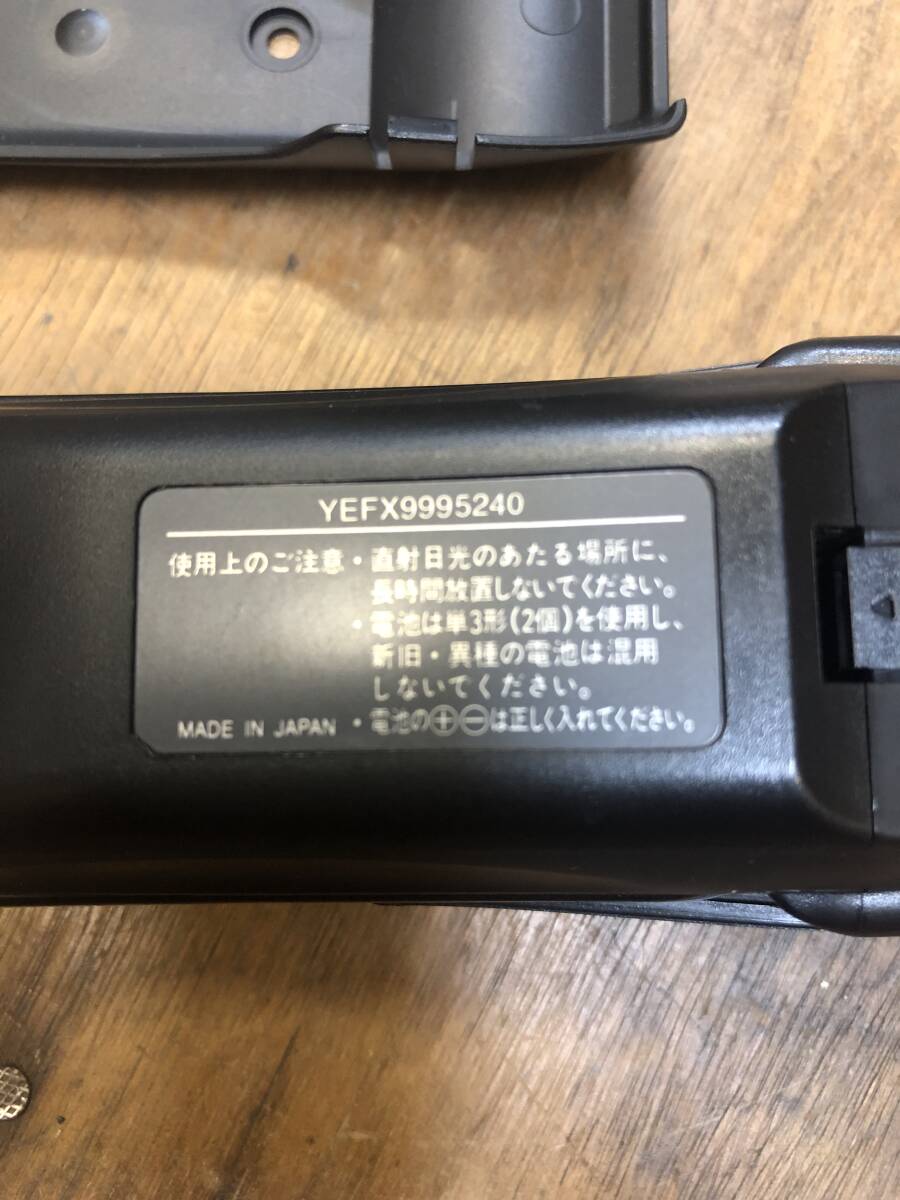 YEFX9995240
使用上のご注意・直射日光のあたる場所に、
長時間放置しないでください。
・電池は単3形(2個)を使用し、
新旧・異種の電池は混用
しないでください。
MADE IN JAPAN ・電池の⊕⊖は正しく入れてください。